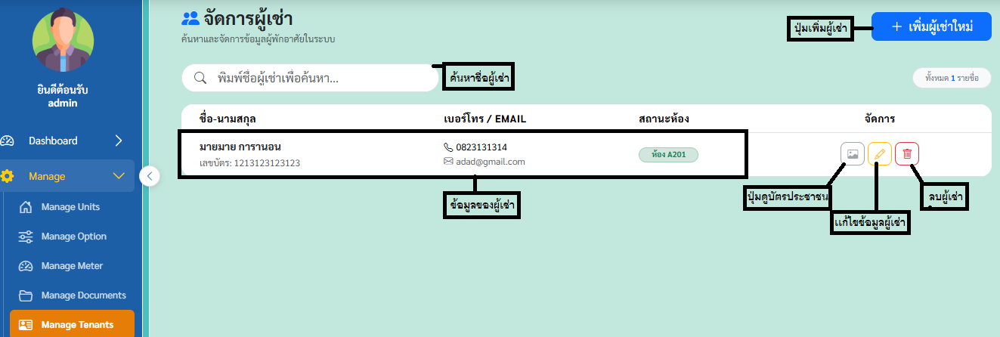 ยินดีต้อนรับ
admin
Dashboard
Manage
Manage Units
Manage Option
Manage Meter
Manage Documents
Manage Tenants
จัดการผู้เช่า
ค้นหาและจัดการข้อมูลผู้พักอาศัยในระบบ
ปุ่มเพิ่มผู้เช่า
+ เพิ่มผู้เช่าใหม่
พิมพ์ชื่อผู้เช่าเพื่อค้นหา...
ค้นหาชื่อผู้เช่า
ทั้งหมด 1 รายชื่อ
ชื่อ-นามสกุล เบอร์โทร / EMAIL สถานะห้อง จัดการ
มายมาย การานอน 0823131314 ห้อง A201
เลขบัตร: 1213123123123 adad@gmail.com
ข้อมูลของผู้เช่า
ปุ่มดูบัตรประชาชน
แก้ไขข้อมูลผู้เช่า
ลบผู้เช่า